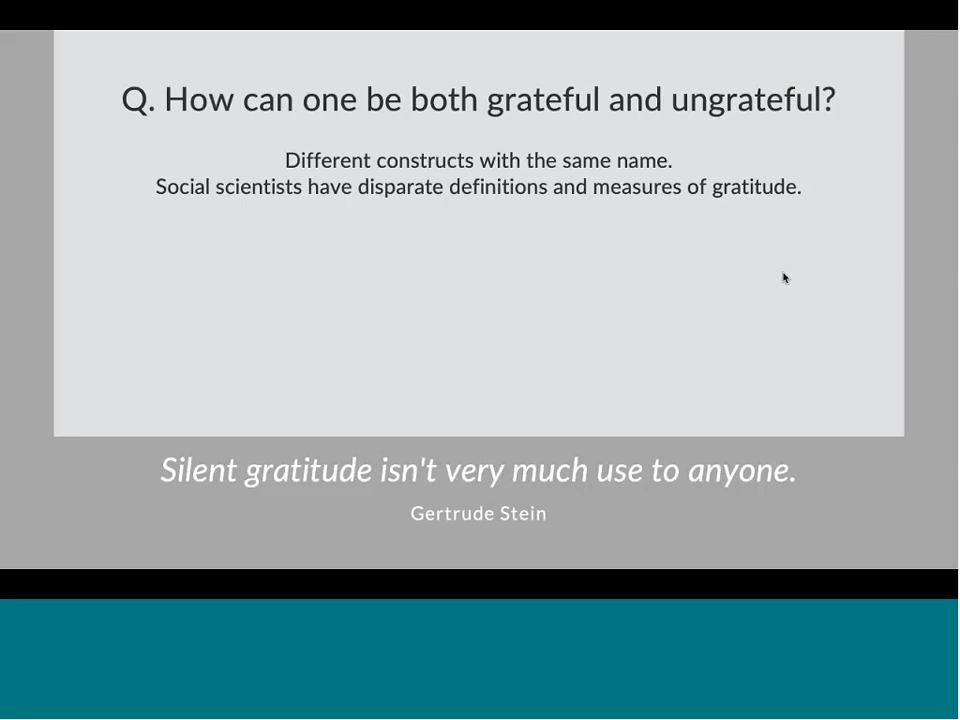 Q. How can one be both grateful and ungrateful?
Different constructs with the same name.
Social scientists have disparate definitions and measures of gratitude.
Silent gratitude isn't very much use to anyone.
Gertrude Stein